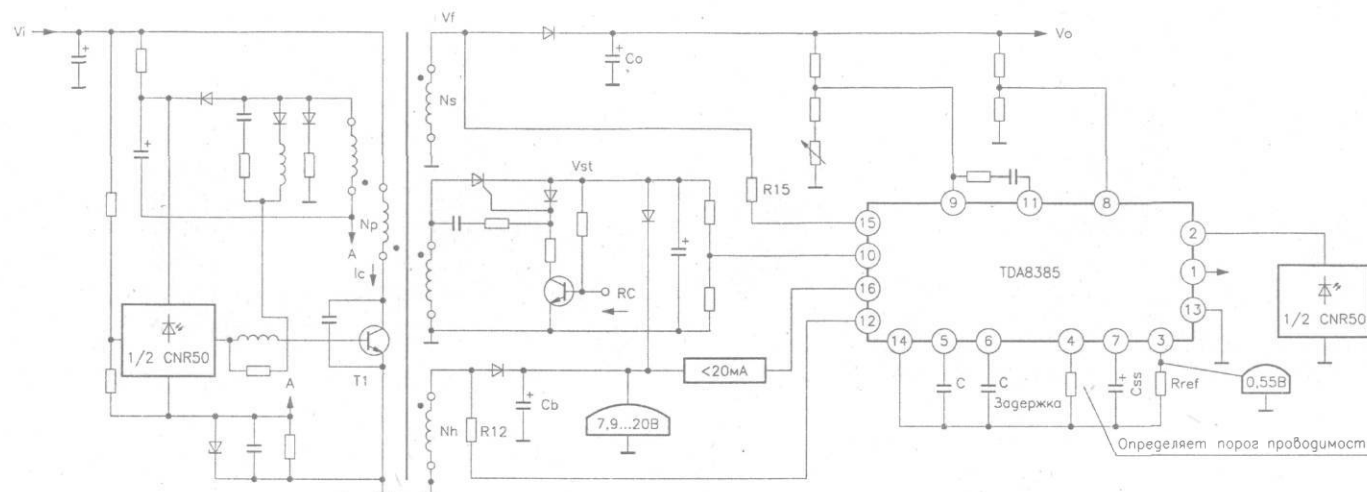 Vi
Vf
Vo
Co
Ns
Vst
R15
Np
A
Ic
RC
9
11
8
15
10
16
12
2
1
13
TDA8385
1/2 CNR50
1/2 CNR50
T1
A
<20мА
14
5
6
4
7
3
C
C
Css
Rref
0,55В
Задержка
Nh
R12
Cb
7,9...20В
Определяет порог проводимост